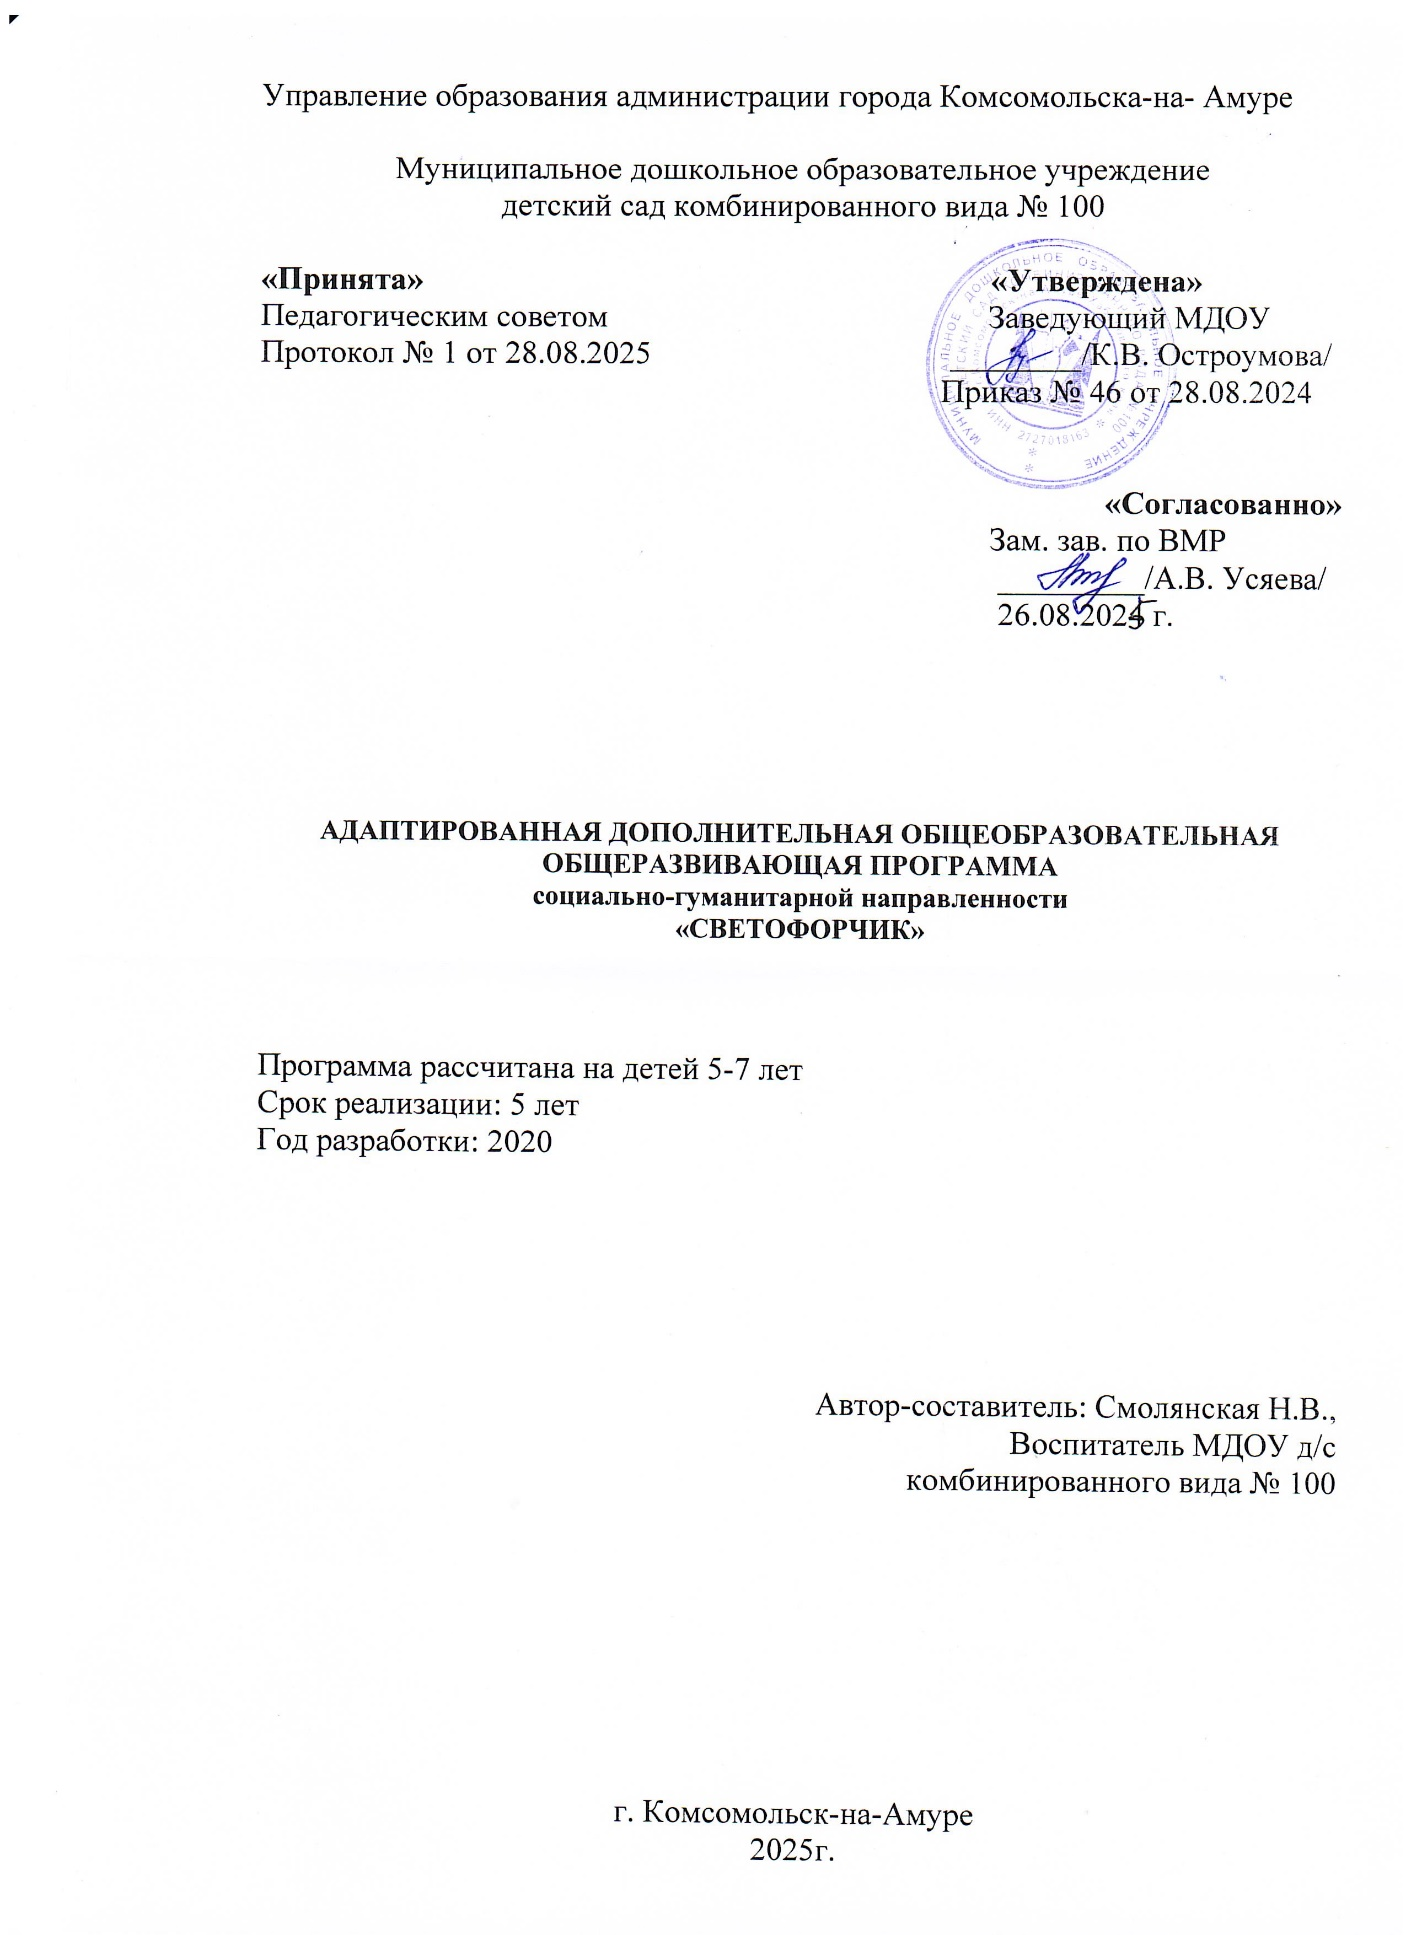 Управление образования администрации города Комсомольска-на- Амуре
Муниципальное дошкольное образовательное учреждение
детский сад комбинированного вида № 100
«Принята»
Педагогическим советом
Протокол № 1 от 28.08.2025
«Утверждена»
Заведующий МДОУ
__________/К.В. Остроумова/
Приказ № 46 от 28.08.2024
ИНН 2127018163
«Согласованно»
Зам. зав. по ВМР
__________/А.В. Усяева/
26.08.2025 г.
АДАПТИРОВАННАЯ ДОПОЛНИТЕЛЬНАЯ ОБЩЕОБРАЗОВАТЕЛЬНАЯ
ОБЩЕРАЗВИВАЮЩАЯ ПРОГРАММА
социально-гуманитарной направленности
«СВЕТОФОРЧИК»
Программа рассчитана на детей 5-7 лет
Срок реализации: 5 лет
Год разработки: 2020
Автор-составитель: Смолянская Н.В.,
Воспитатель МДОУ д/с
комбинированного вида № 100
г. Комсомольск-на-Амуре
2025г.